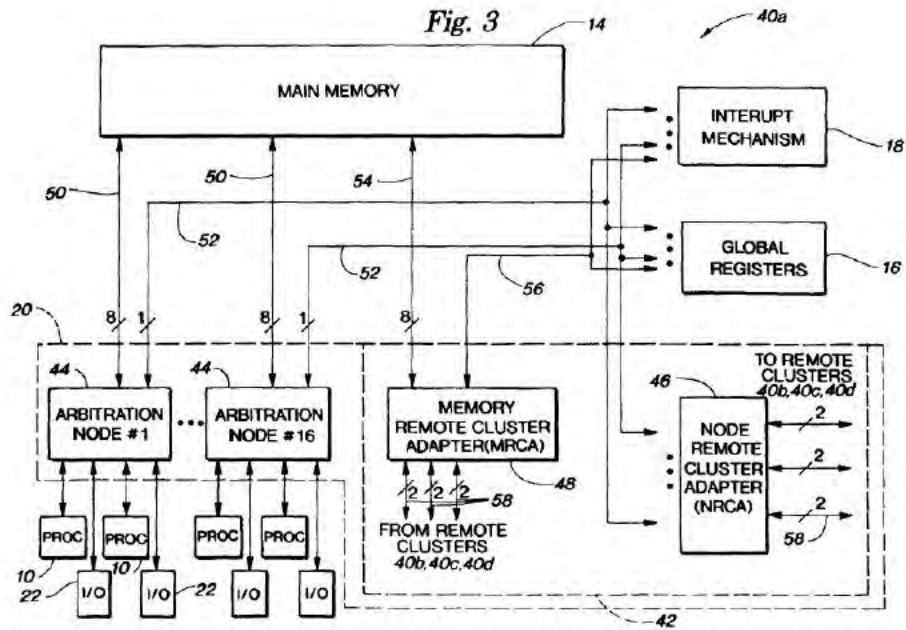 Fig. 3
40a
14
MAIN MEMORY
INTERUPT
MECHANISM
18
50
50
54
52
52
56
GLOBAL
REGISTERS
16
20
8
1
8
1
8
44
44
46
TO REMOTE
CLUSTERS
40b, 40c, 40d
ARBITRATION
NODE #1
ARBITRATION
NODE #16
MEMORY
REMOTE CLUSTER
ADAPTER(MRCA)
48
NODE
REMOTE
CLUSTER
ADAPTER
(NRCA)
2
2
2
58
2
2
2
58
FROM REMOTE
CLUSTERS
40b, 40c, 40d
PROC
PROC
PROC
PROC
10
10
22
I/O
I/O
22
I/O
I/O
42